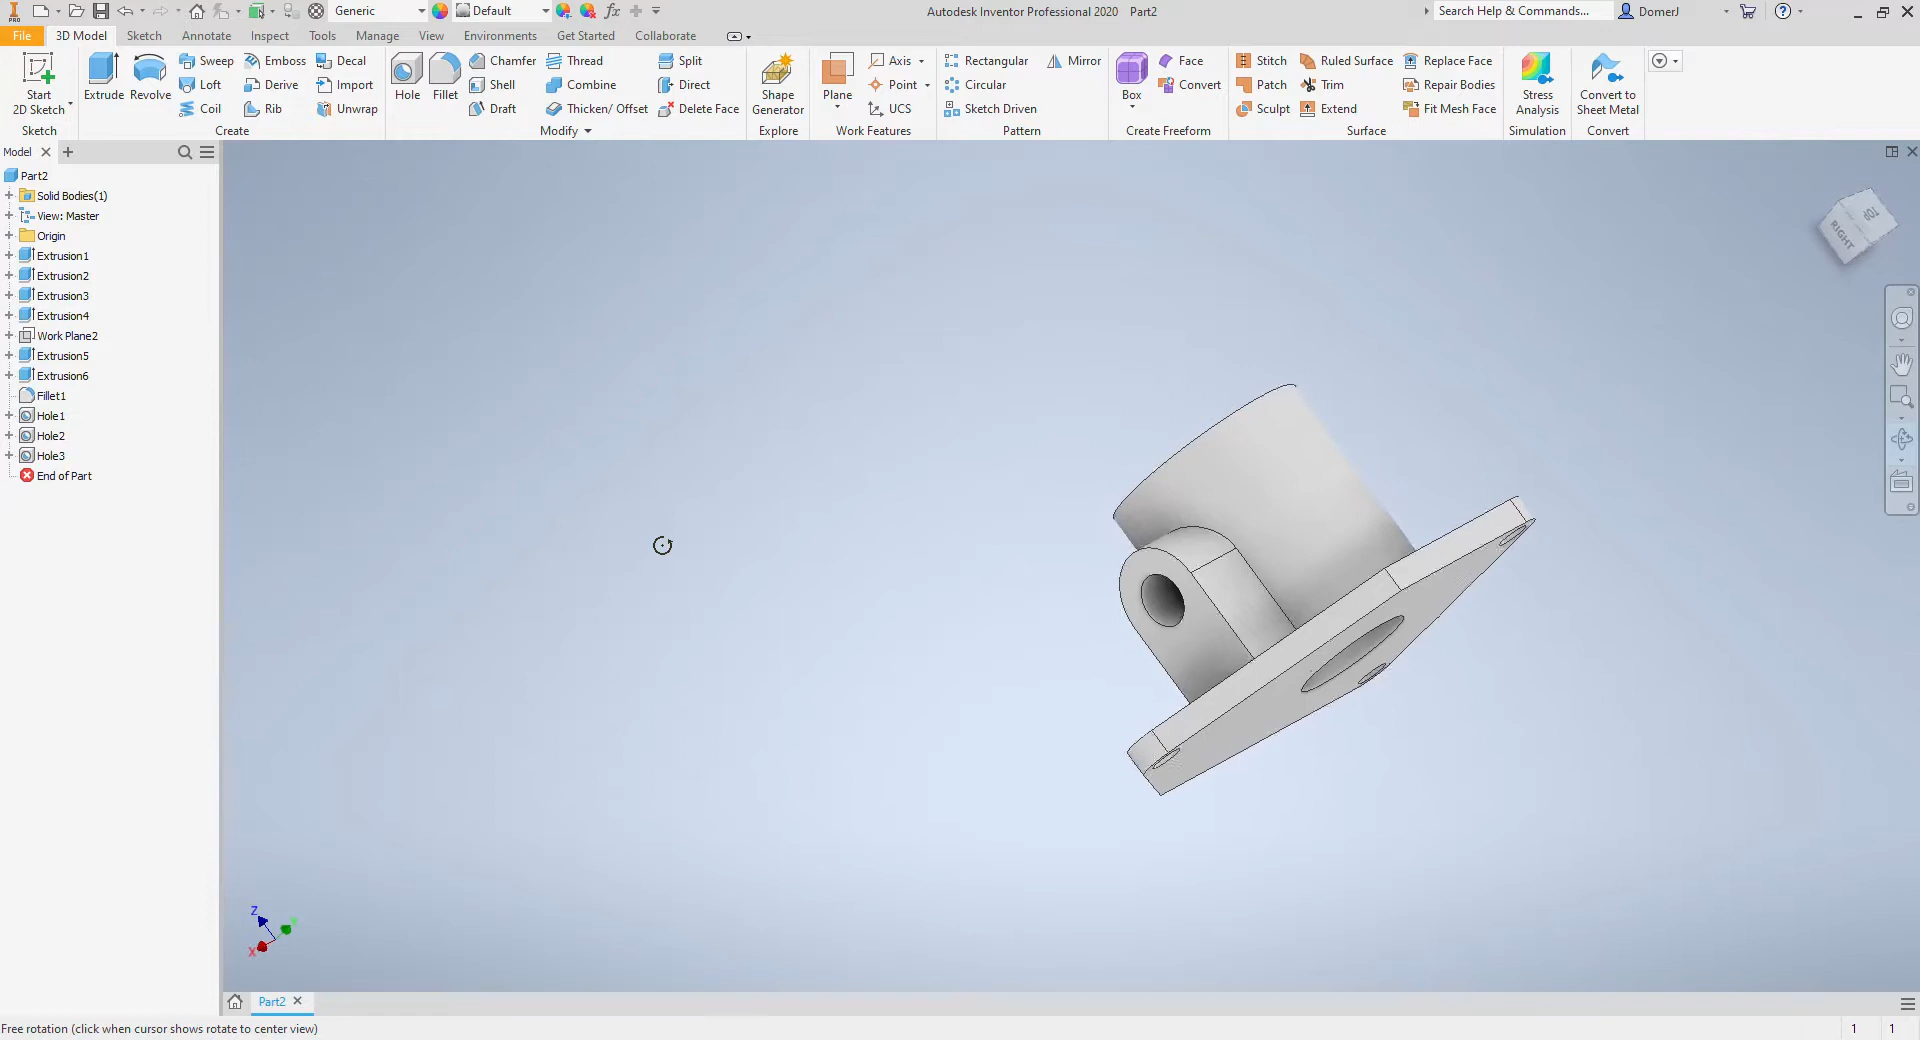 PRO
Generic
Default
fx
Autodesk Inventor Professional 2020 Part2
Search Help & Commands...
DomerJ
File 3D Model Sketch Annotate Inspect Tools Manage View Environments Get Started Collaborate
Start
2D Sketch
Sketch
Extrude
Revolve
Sweep
Loft
Coil
Emboss
Derive
Rib
Decal
Import
Unwrap
Create
Hole
Fillet
Chamfer
Shell
Draft
Thread
Combine
Thicken/ Offset
Split
Direct
Delete Face
Modify
Shape
Generator
Explore
Plane
Axis
Point
UCS
Work Features
Rectangular
Circular
Sketch Driven
Mirror
Pattern
Box
Face
Convert
Create Freeform
Stitch
Patch
Sculpt
Ruled Surface
Trim
Extend
Replace Face
Repair Bodies
Fit Mesh Face
Surface
Stress
Analysis
Simulation
Convert to
Sheet Metal
Convert
Model
Part2
Solid Bodies(1)
View: Master
Origin
Extrusion1
Extrusion2
Extrusion3
Extrusion4
Work Plane2
Extrusion5
Extrusion6
Fillet1
Hole1
Hole2
Hole3
End of Part
TOP
RIGHT
Z
X
Part2
Free rotation (click when cursor shows rotate to center view)
1 1